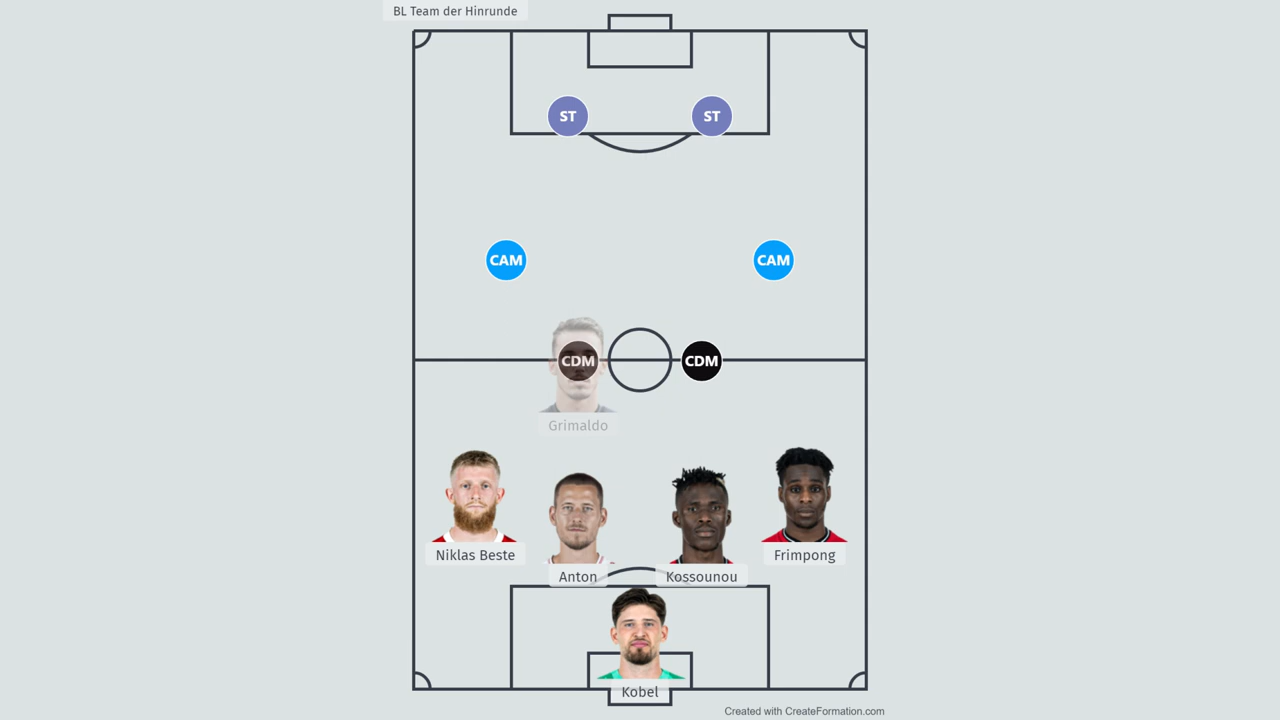 BL Team der Hinrunde
ST
ST
CAM
CAM
CDM
CDM
Grimaldo
Niklas Beste
Anton
Kossounou
Frimpong
Kobel
Created with CreateFormation.com